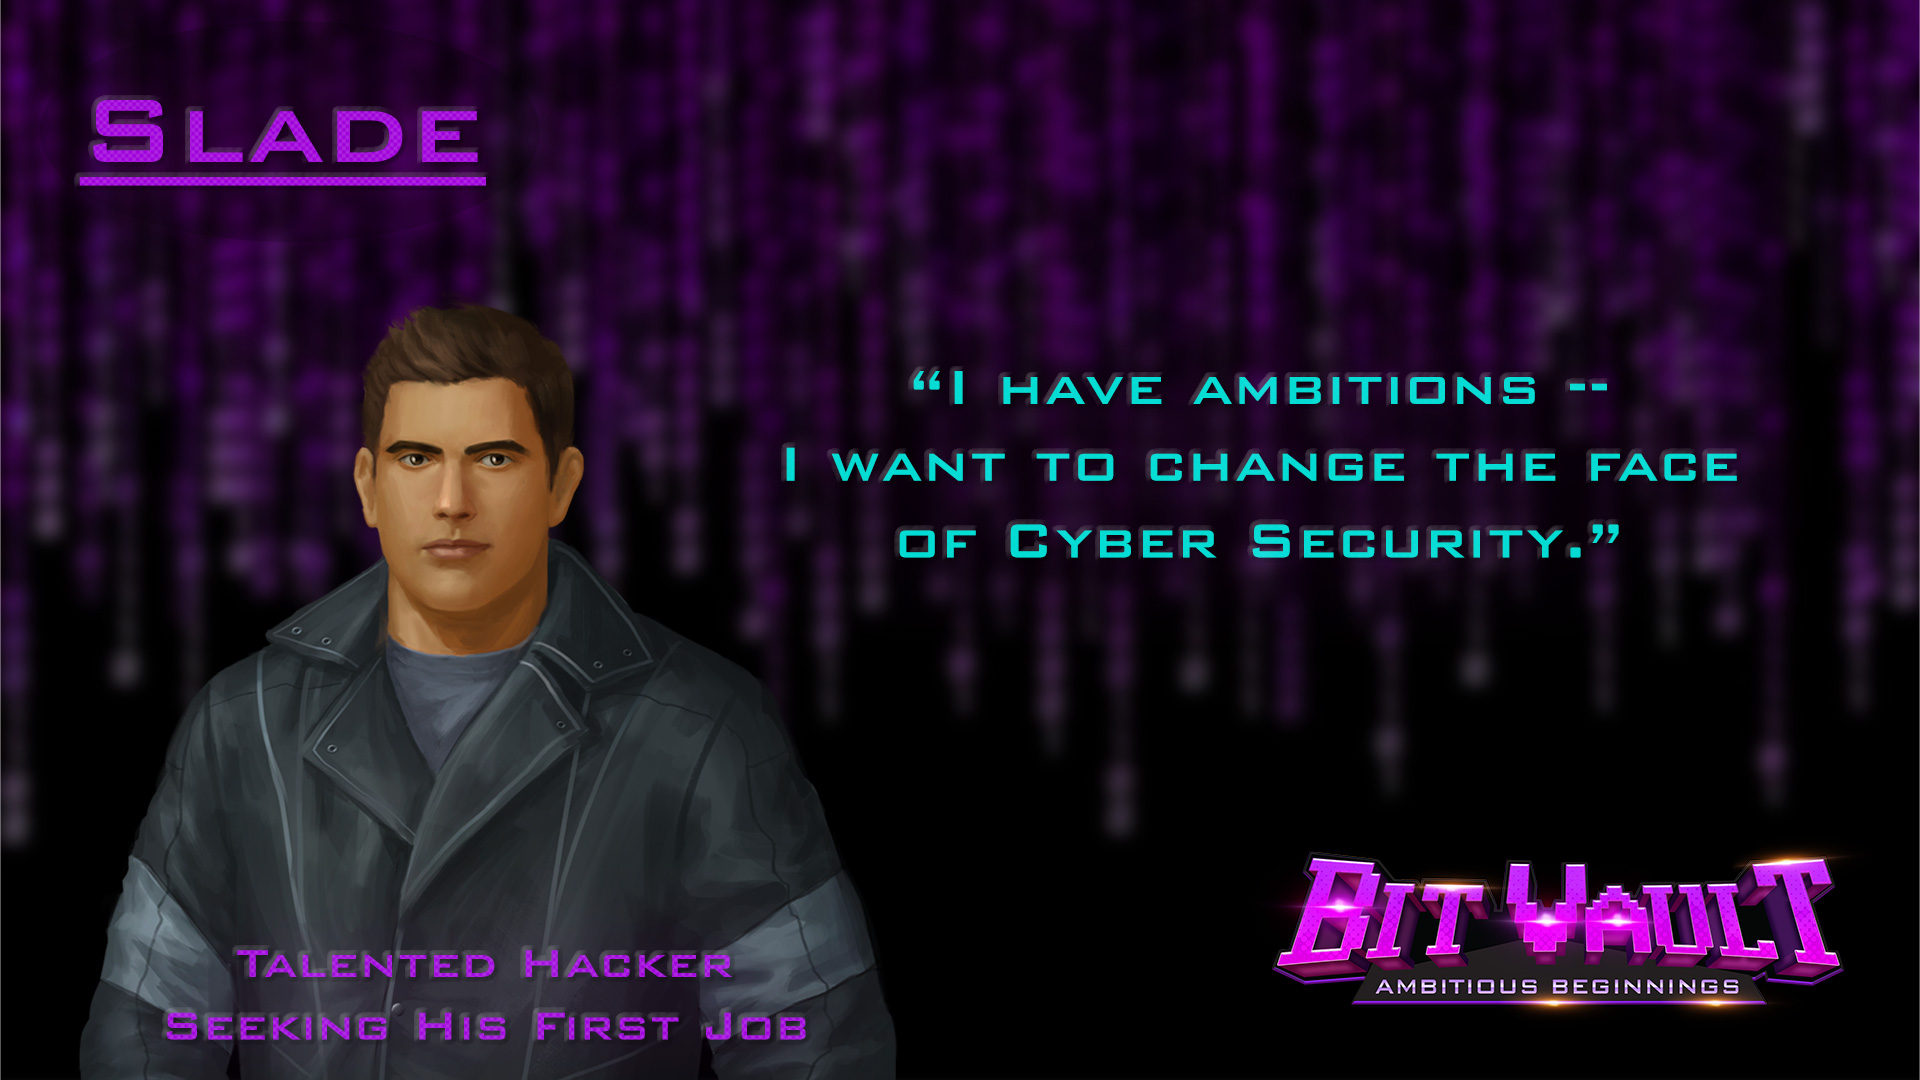 Slade
“I have ambitions --
I want to change the face
of Cyber Security.”
Talented Hacker
Seeking His First Job
Bit Vault
AMBITIOUS BEGINNINGS